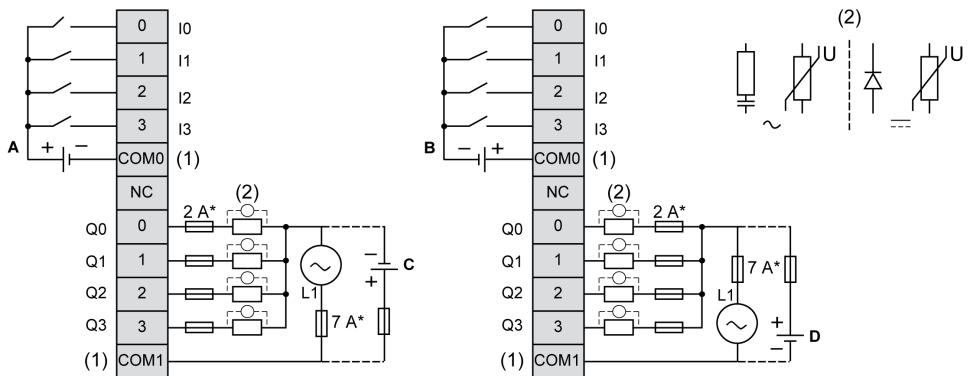 0 I0
1 I1
2 I2
3 I3
A + − COM0 (1)
NC
(2)
2 A*
Q0 0
Q1 1
Q2 2
Q3 3
− C
+
L1
7 A*
(1) COM1
0 I0
1 I1
2 I2
3 I3
B − + COM0 (1)
NC
(2)
2 A*
Q0 0
Q1 1
Q2 2
Q3 3
7 A*
L1
+ D
−
(1) COM1
(2)
U U